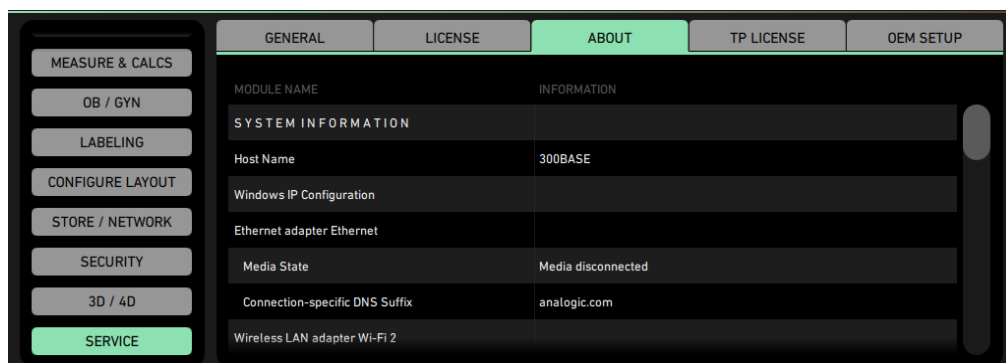 GENERAL
LICENSE
ABOUT
TP LICENSE
OEM SETUP
MEASURE & CALCS
OB / GYN
LABELING
CONFIGURE LAYOUT
STORE / NETWORK
SECURITY
3D / 4D
SERVICE
MODULE NAME INFORMATION
SYSTEM INFORMATION
Host Name 300BASE
Windows IP Configuration
Ethernet adapter Ethernet
Media State Media disconnected
Connection-specific DNS Suffix analogic.com
Wireless LAN adapter Wi-Fi 2